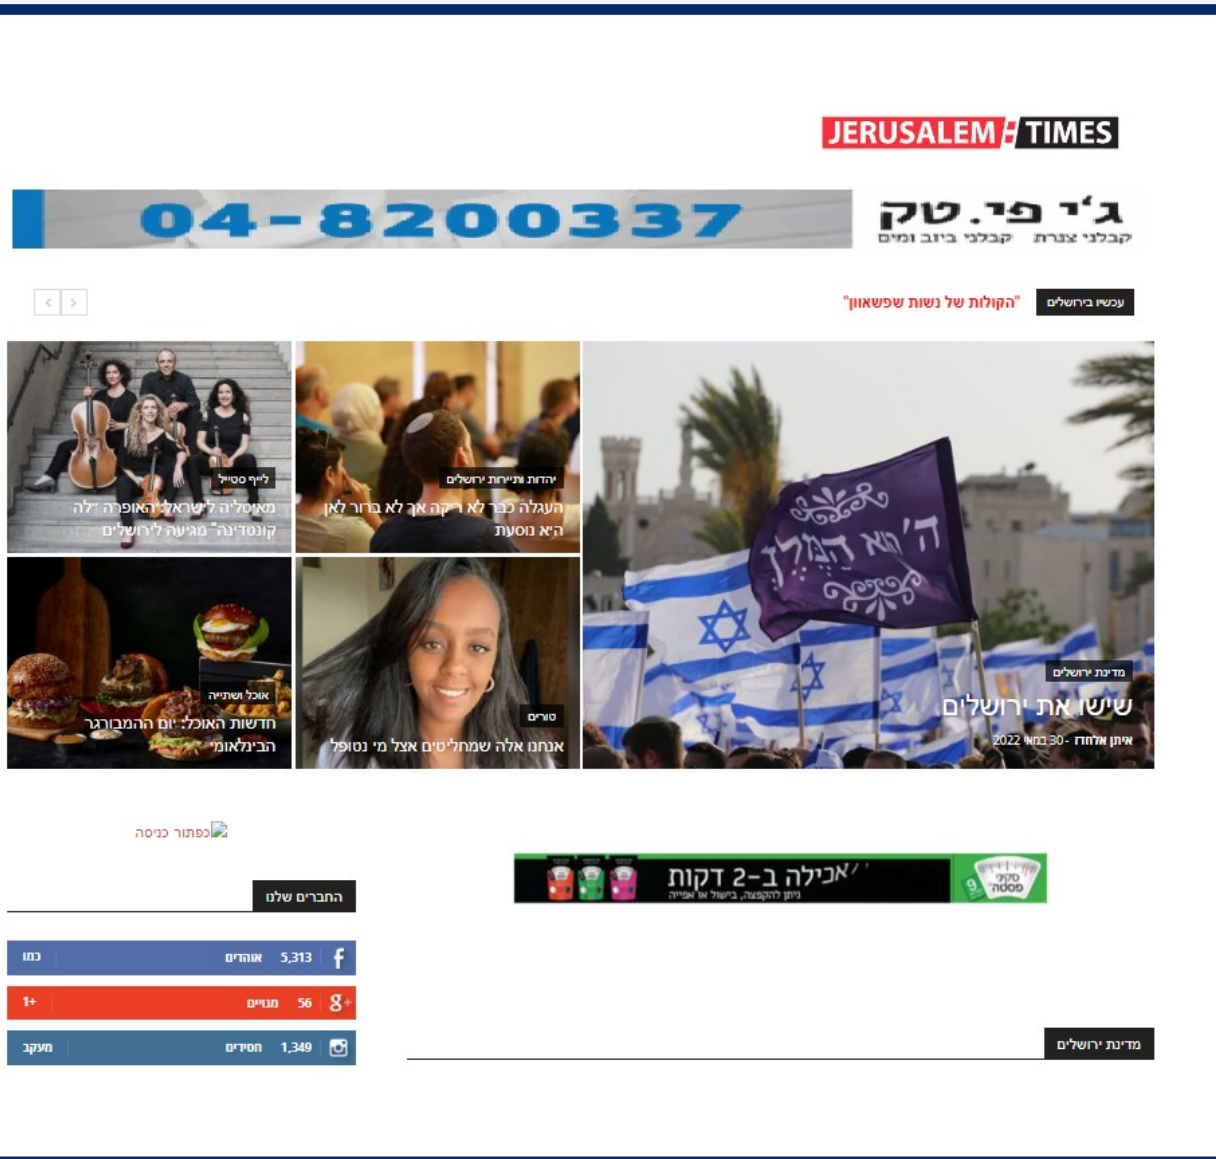 JERUSALEM TIMES
ג'י פי.טק
קבלני צנרת קבלני ביוב ומים
04-8200337
עכשיו בירושלים
"הקולות של נשות שפשאוון"
ה' הוא הַמֶּלֶךְ
מדינת ירושלים
שישו את ירושלים
איתן אלחדז - 30 במאי 2022
יהדות ותיירות ירושלים
העגלה כבר לא ריקה אך לא ברור לאן
היא נוסעת
לייף סטייל
מאיטליה לישראל: האופרה "לה
קונטדינה" מגיעה לירושלים
טורים
אנחנו אלה שמחליטים אצל מי נטופל
אוכל ושתייה
חדשות האוכל: יום ההמבורגר
הבינלאומי
כפתור כניסה
סקיני
פסטה
9
אכילה ב-2 דקות
ניתן להקפצה, בישול או אפייה
החברים שלנו
5,313 אוהדים כמו
56 מנויים +1
1,349 חסידים מעקב
מדינת ירושלים